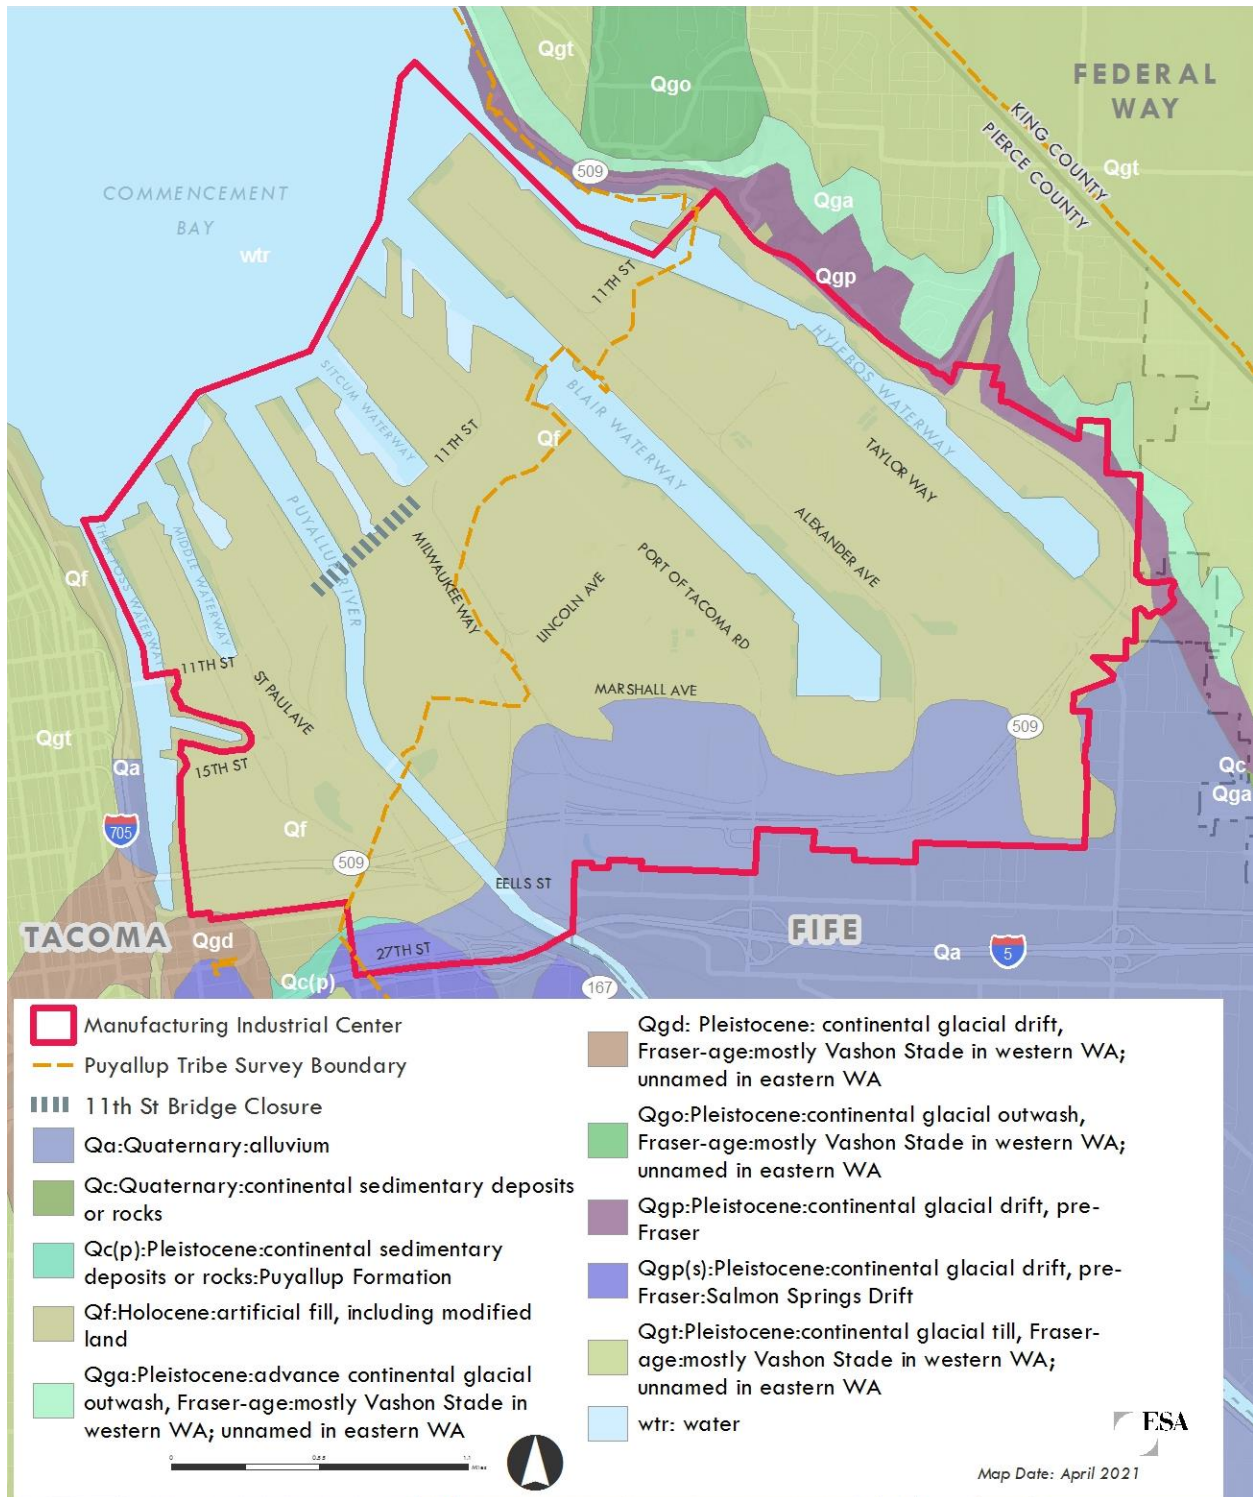 Qgt
Qgo
FEDERAL
WAY
KING COUNTY
PIERCE COUNTY
Qgt
509
COMMENCEMENT
BAY
wtr
Qga
Qgp
11TH ST
HYLEBOS WATERWAY
SITCUM WATERWAY
BLAIR WATERWAY
11TH ST
Qf
TAYLOR WAY
PUYALLUP RIVER
ALEXANDER AVE
THEA FOSS WATERWAY
MIDDLE WATERWAY
MILWAUKEE WAY
PORT OF TACOMA RD
LINCOLN AVE
Qf
11TH ST
ST PAUL AVE
MARSHALL AVE
Qgt
509
Qa
15TH ST
Qc
Qga
705
Qf
509
EELLS ST
TACOMA
Qgd
27TH ST
FIFE
Qa
5
Qc(p)
167
Manufacturing Industrial Center
Puyallup Tribe Survey Boundary
11th St Bridge Closure
Qa:Quaternary:alluvium
Qc:Quaternary:continental sedimentary deposits
or rocks
Qc(p):Pleistocene:continental sedimentary
deposits or rocks:Puyallup Formation
Qf:Holocene:artificial fill, including modified
land
Qga:Pleistocene:advance continental glacial
outwash, Fraser-age:mostly Vashon Stade in
western WA; unnamed in eastern WA
Qgd: Pleistocene: continental glacial drift,
Fraser-age:mostly Vashon Stade in western WA;
unnamed in eastern WA
Qgo:Pleistocene:continental glacial outwash,
Fraser-age:mostly Vashon Stade in western WA;
unnamed in eastern WA
Qgp:Pleistocene:continental glacial drift, pre-
Fraser
Qgp(s):Pleistocene:continental glacial drift, pre-
Fraser:Salmon Springs Drift
Qgt:Pleistocene:continental glacial till, Fraser-
age:mostly Vashon Stade in western WA;
unnamed in eastern WA
wtr: water
0 0.55 1.1
Miles
ESA
Map Date: April 2021